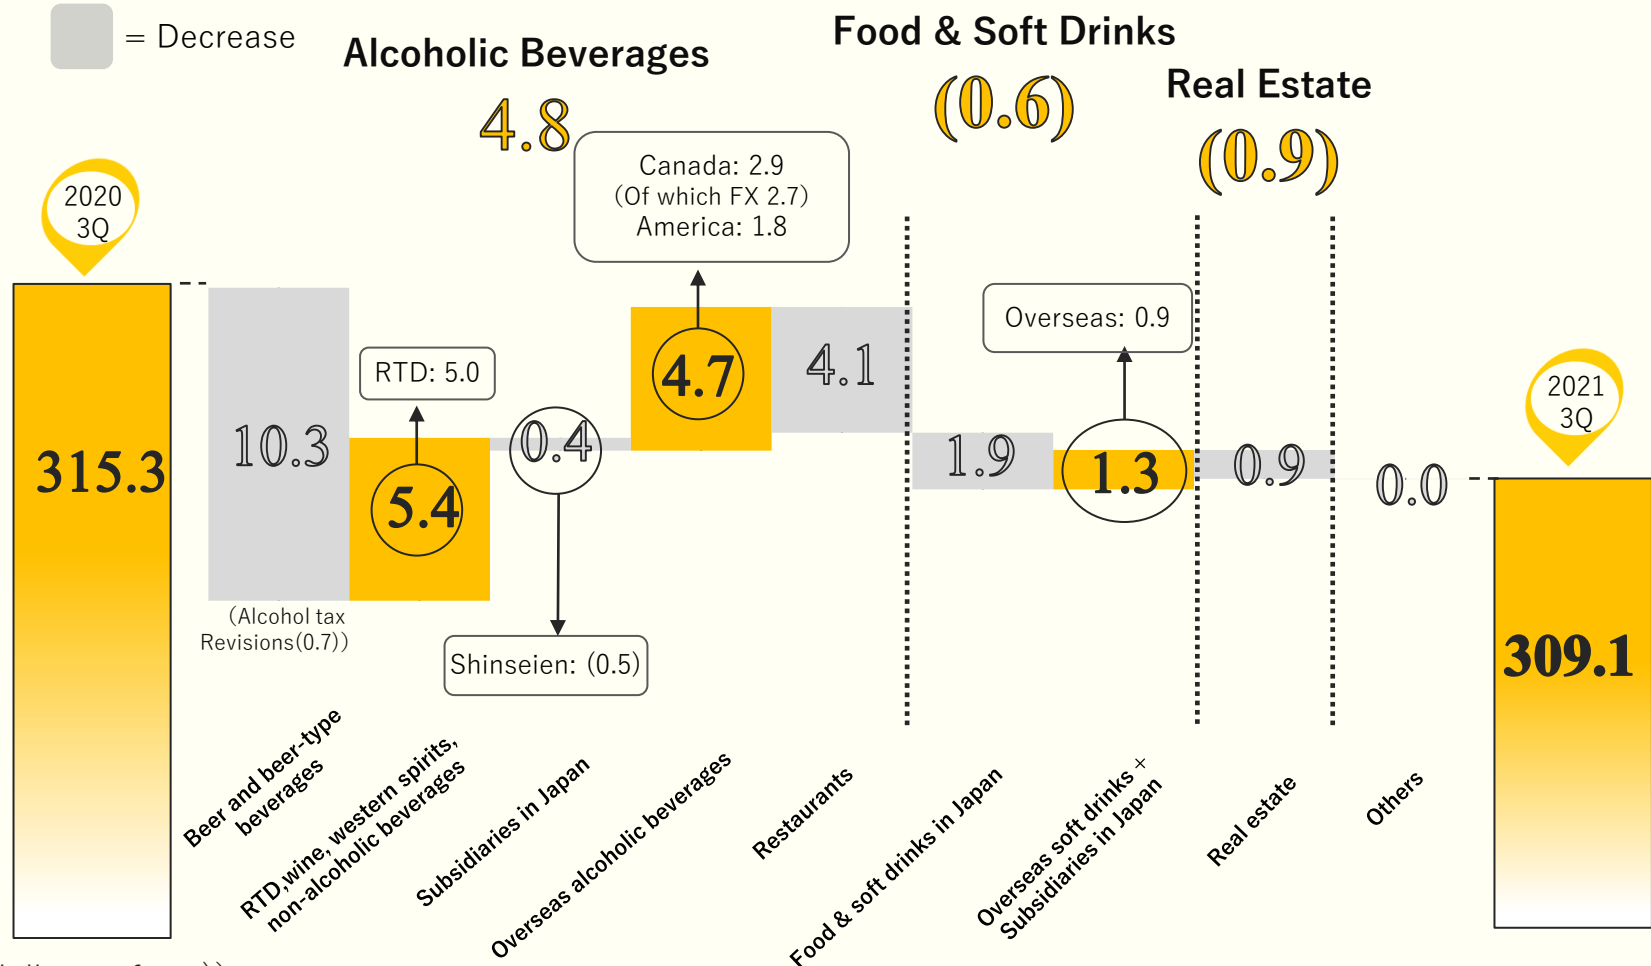 = Decrease
Alcoholic Beverages
4.8
Food & Soft Drinks
(0.6)
Real Estate
(0.9)
2020
3Q
315.3
Canada: 2.9
(Of which FX 2.7)
America: 1.8
RTD: 5.0
Overseas: 0.9
10.3
5.4
0.4
4.7
4.1
1.9
1.3
0.9
0.0
(Alcohol tax
Revisions(0.7))
Shinseien: (0.5)
2021
3Q
309.1
Beer and beer-type
beverages
RTD,wine, western spirits,
non-alcoholic beverages
Subsidiaries in Japan
Overseas alcoholic beverages
Restaurants
Food & soft drinks in Japan
Overseas soft drinks +
Subsidiaries in Japan
Real estate
Others